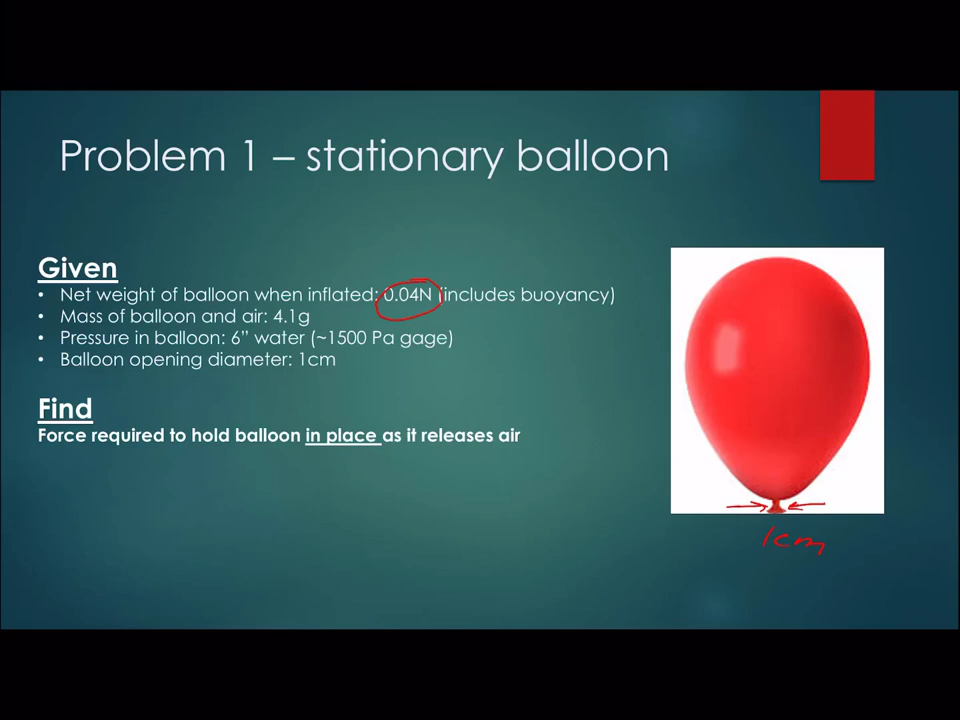 Problem 1 – stationary balloon
Given
• Net weight of balloon when inflated: 0.04N (includes buoyancy)
• Mass of balloon and air: 4.1g
• Pressure in balloon: 6” water (~1500 Pa gage)
• Balloon opening diameter: 1cm
Find
Force required to hold balloon in place as it releases air
1cm